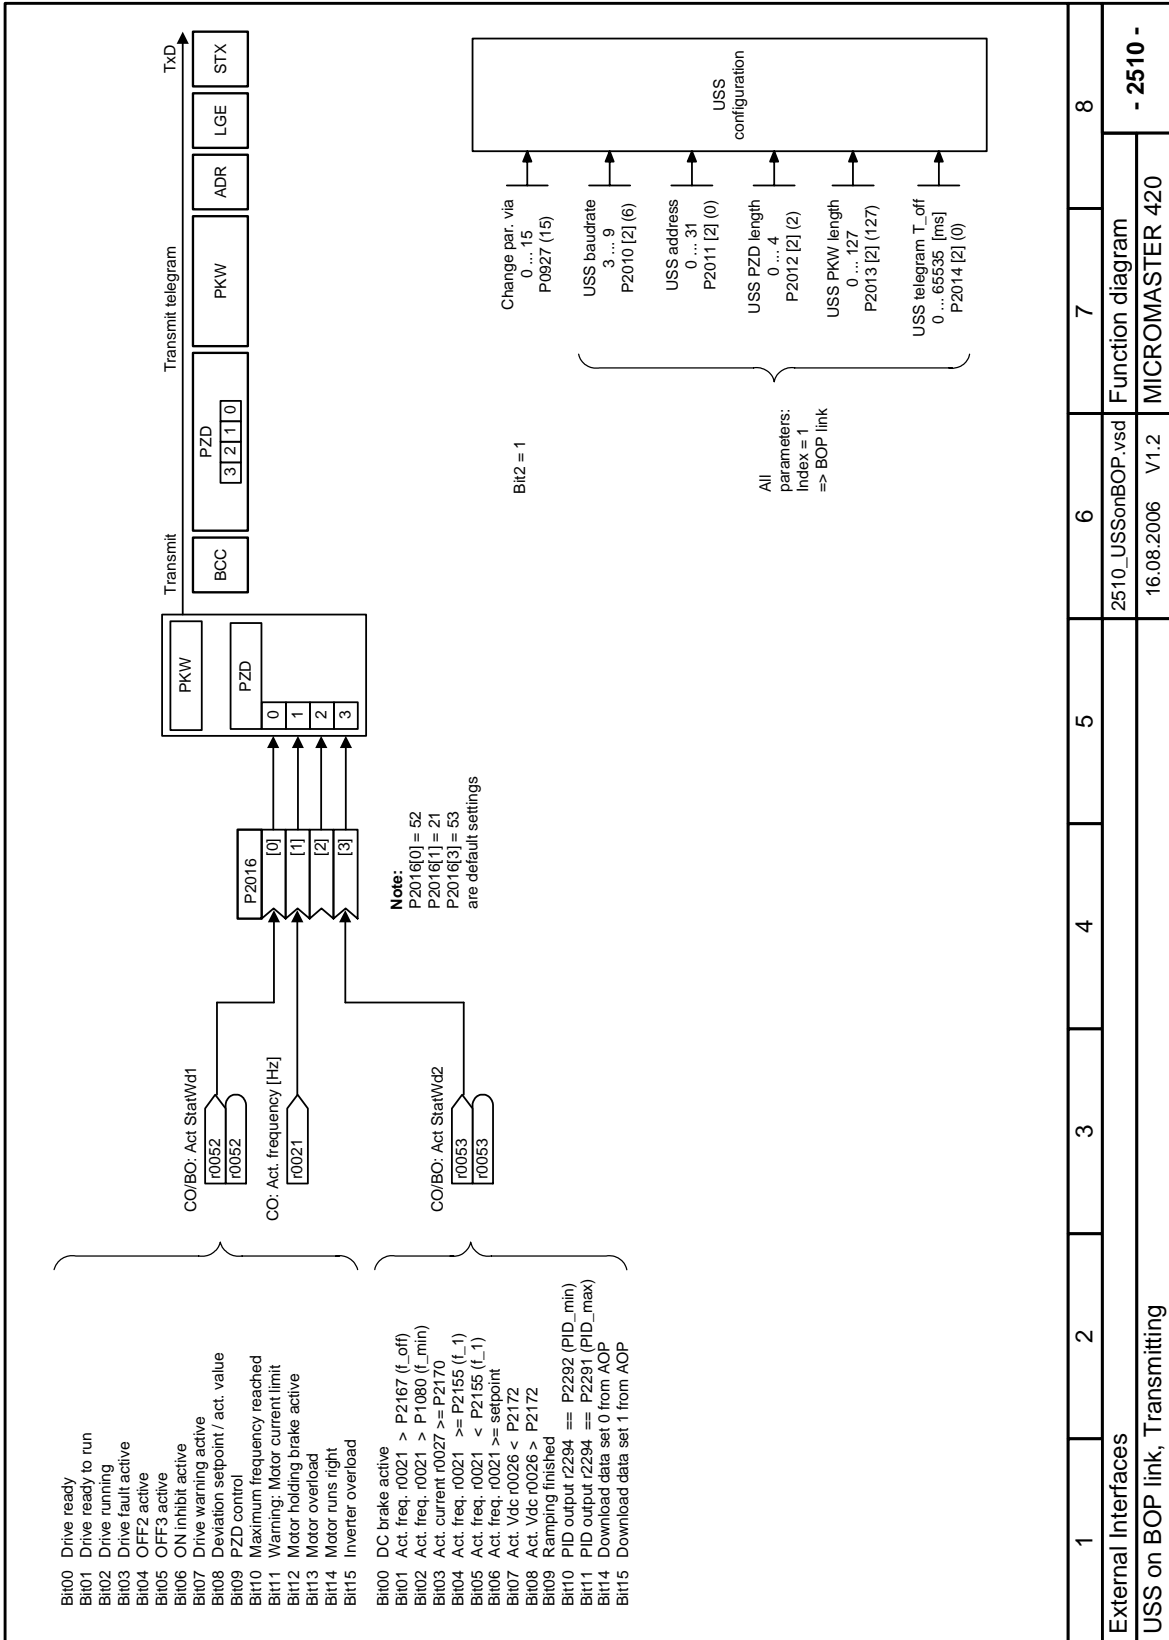 Bit00 Drive ready
Bit01 Drive ready to run
Bit02 Drive running
Bit03 Drive fault active
Bit04 OFF2 active
Bit05 OFF3 active
Bit06 ON inhibit active
Bit07 Drive warning active
Bit08 Deviation setpoint / act. value
Bit09 PZD control
Bit10 Maximum frequency reached
Bit11 Warning: Motor current limit
Bit12 Motor holding brake active
Bit13 Motor overload
Bit14 Motor runs right
Bit15 Inverter overload
Bit00 DC brake active
Bit01 Act. freq. r0021 > P2167 (f_off)
Bit02 Act. freq. r0021 > P1080 (f_min)
Bit03 Act. current r0027 >= P2170
Bit04 Act. freq. r0021 >= P2155 (f_1)
Bit05 Act. freq. r0021 < P2155 (f_1)
Bit06 Act. freq. r0021 >= setpoint
Bit07 Act. Vdc r0026 < P2172
Bit08 Act. Vdc r0026 > P2172
Bit09 Ramping finished
Bit10 PID output r2294 == P2292 (PID_min)
Bit11 PID output r2294 == P2291 (PID_max)
Bit14 Download data set 0 from AOP
Bit15 Download data set 1 from AOP
CO/BO: Act StatWd1
r0052
r0052
CO: Act. frequency [Hz]
r0021
CO/BO: Act StatWd2
r0053
r0053
P2016
[0]
[1]
[2]
[3]
Note:
P2016[0] = 52
P2016[1] = 21
P2016[3] = 53
are default settings
PKW
PZD
0
1
2
3
Transmit
Transmit telegram
TxD
BCC
PZD
3 2 1 0
PKW
ADR
LGE
STX
Bit2 = 1
All
parameters:
Index = 1
=> BOP link
Change par. via
0 ... 15
P0927 (15)
USS baudrate
3 ... 9
P2010 [2] (6)
USS address
0 ... 31
P2011 [2] (0)
USS PZD length
0 ... 4
P2012 [2] (2)
USS PKW length
0 ... 127
P2013 [2] (127)
USS telegram T_off
0 ...65535 [ms]
P2014 [2] (0)
USS
configuration
1 2 3 4 5 6 7 8
External Interfaces
2510_USSonBOP.vsd
Function diagram
- 2510 -
USS on BOP link, Transmitting
16.08.2006 V1.2
MICROMASTER 420